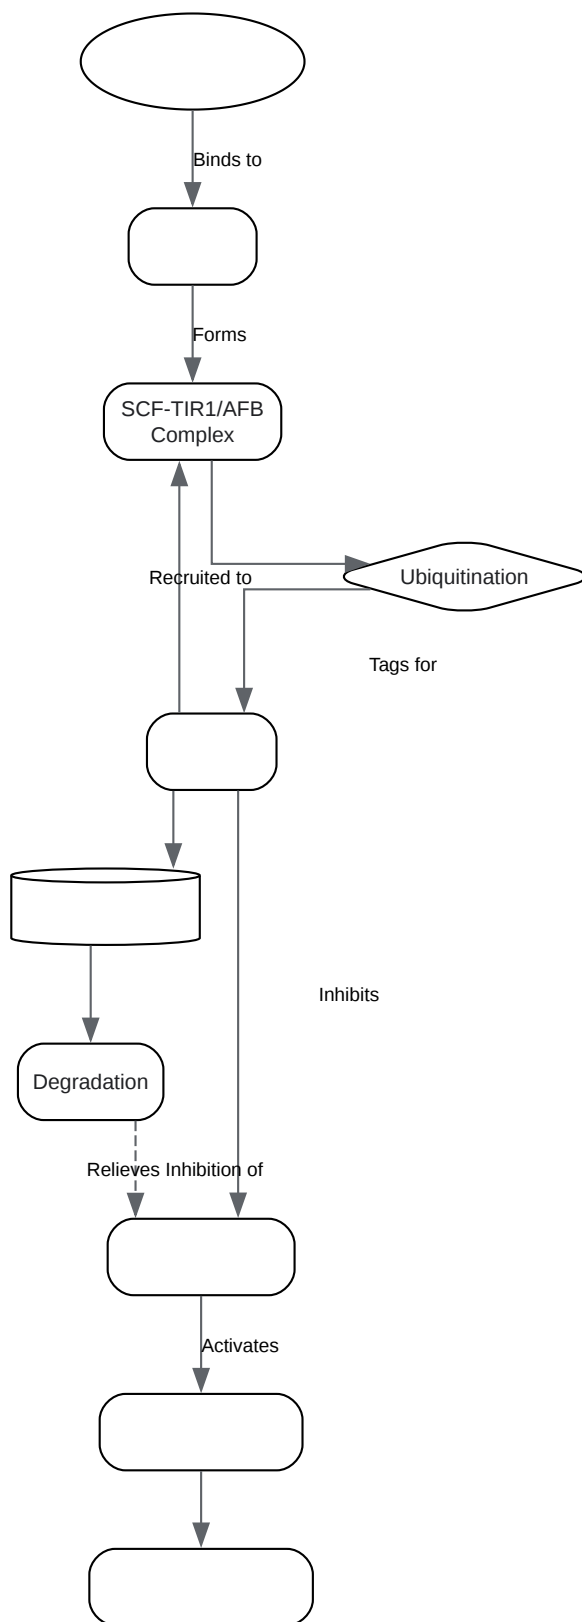 Binds to
Forms
SCF-TIR1/AFB
Complex
Recruited to
Ubiquitination
Tags for
Inhibits
Degradation
Relieves Inhibition of
Activates